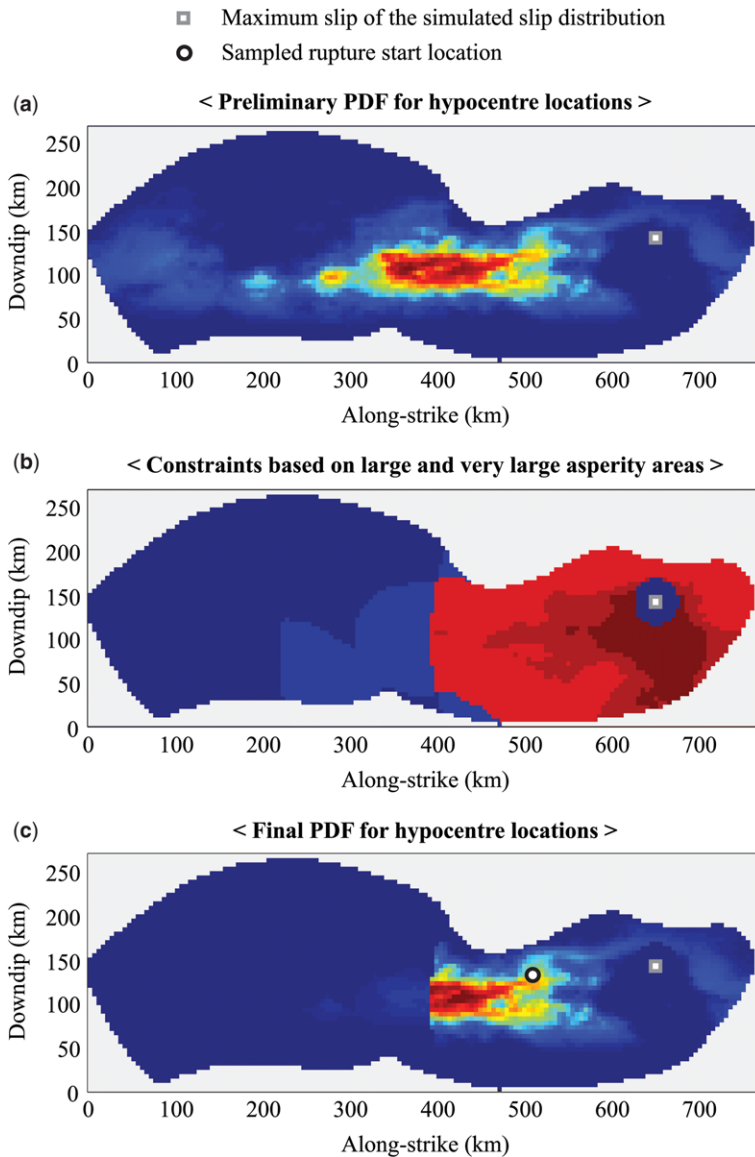 Maximum slip of the simulated slip distribution
Sampled rupture start location
(a)
< Preliminary PDF for hypocentre locations >
250
200
150
100
50
0
Downdip (km)
0 100 200 300 400 500 600 700
Along-strike (km)
(b)
< Constraints based on large and very large asperity areas >
250
200
150
100
50
0
Downdip (km)
0 100 200 300 400 500 600 700
Along-strike (km)
(c)
< Final PDF for hypocentre locations >
250
200
150
100
50
0
Downdip (km)
0 100 200 300 400 500 600 700
Along-strike (km)